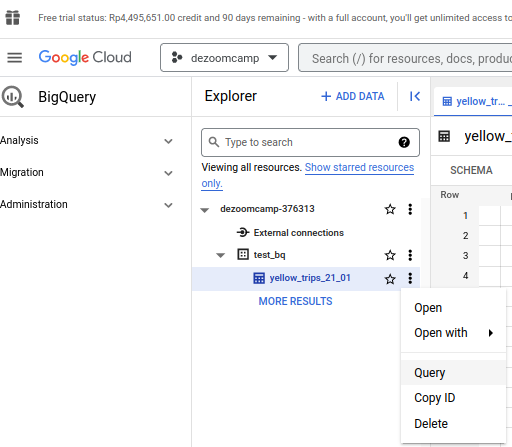 Free trial status: Rp4,495,651.00 credit and 90 days remaining - with a full account, you'll get unlimited access to
Google Cloud
dezoomcamp
Search (/) for resources, docs, produc
BigQuery
Explorer
+ ADD DATA
yellow_tr... _
Analysis
Type to search
yellow_
Migration
Viewing all resources. Show starred resources
only.
SCHEMA
Administration
Row
dezoomcamp-376313
1
External connections
2
test_bq
3
yellow_trips_21_01
4
MORE RESULTS
Open
Open with
Query
Copy ID
Delete